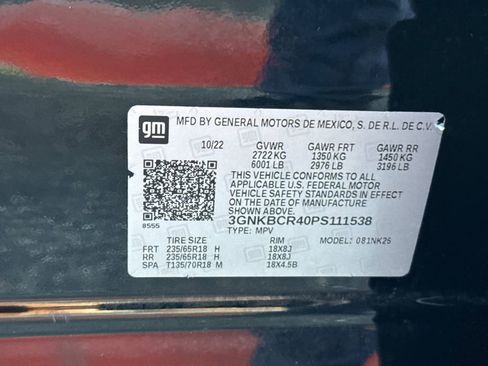 gm
MFD BY GENERAL MOTORS DE MEXICO, S. DE R.L. DE C.V.
10/22 GVWR GAWR FRT GAWR RR
2722 KG 1350 KG 1450 KG
6001 LB 2976 LB 3196 LB
THIS VEHICLE CONFORMS TO ALL
APPLICABLE U.S. FEDERAL MOTOR
VEHICLE SAFETY STANDARDS IN EFFECT
ON THE DATE OF MANUFACTURE
SHOWN ABOVE.
3GNKBCR40PS111538
8555 TYPE: MPV
TIRE SIZE RIM MODEL: 081NK26
FRT 235/65R18 H 18X8J
RR 235/65R18 H 18X8J
SPA T135/70R18 M 18X4.5B